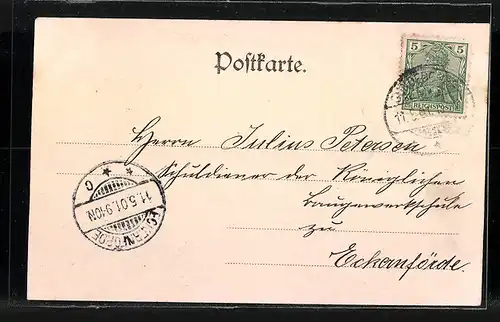 5 5
REICHSPOST
Postkarte.
Herrn Julius Petersen
Schuldiener der Königlichen
Baugewerkschule
zu
Eckernförde.
11.5.01.9-10N
C